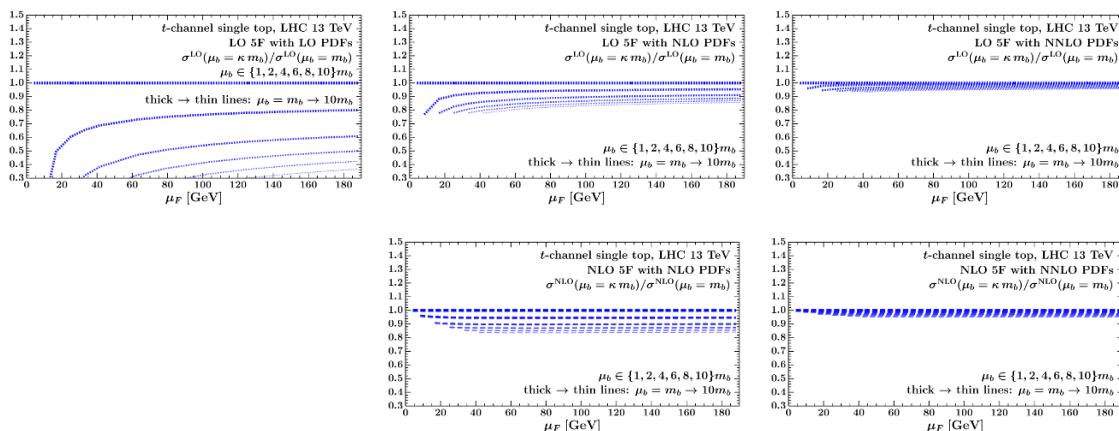 t-channel single top, LHC 13 TeV
LO 5F with LO PDFs
σ^LO(μ_b = κ m_b)/σ^LO(μ_b = m_b)
μ_b ∈ {1, 2, 4, 6, 8, 10}m_b
thick → thin lines: μ_b = m_b → 10m_b
1.5
1.4
1.3
1.2
1.1
1.0
0.9
0.8
0.7
0.6
0.5
0.4
0.3
0 20 40 60 80 100 120 140 160 180
μ_F [GeV]
t-channel single top, LHC 13 TeV
LO 5F with NLO PDFs
σ^LO(μ_b = κ m_b)/σ^LO(μ_b = m_b)
μ_b ∈ {1, 2, 4, 6, 8, 10}m_b
thick → thin lines: μ_b = m_b → 10m_b
1.5
1.4
1.3
1.2
1.1
1.0
0.9
0.8
0.7
0.6
0.5
0.4
0.3
0 20 40 60 80 100 120 140 160 180
μ_F [GeV]
t-channel single top, LHC 13 TeV
LO 5F with NNLO PDFs
σ^LO(μ_b = κ m_b)/σ^LO(μ_b = m_b)
μ_b ∈ {1, 2, 4, 6, 8, 10}m_b
thick → thin lines: μ_b = m_b → 10m_b
1.5
1.4
1.3
1.2
1.1
1.0
0.9
0.8
0.7
0.6
0.5
0.4
0.3
0 20 40 60 80 100 120 140 160 180
μ_F [GeV]
t-channel single top, LHC 13 TeV
NLO 5F with NLO PDFs
σ^NLO(μ_b = κ m_b)/σ^NLO(μ_b = m_b)
μ_b ∈ {1, 2, 4, 6, 8, 10}m_b
thick → thin lines: μ_b = m_b → 10m_b
1.5
1.4
1.3
1.2
1.1
1.0
0.9
0.8
0.7
0.6
0.5
0.4
0.3
0 20 40 60 80 100 120 140 160 180
μ_F [GeV]
t-channel single top, LHC 13 TeV
NLO 5F with NNLO PDFs
σ^NLO(μ_b = κ m_b)/σ^NLO(μ_b = m_b)
μ_b ∈ {1, 2, 4, 6, 8, 10}m_b
thick → thin lines: μ_b = m_b → 10m_b
1.5
1.4
1.3
1.2
1.1
1.0
0.9
0.8
0.7
0.6
0.5
0.4
0.3
0 20 40 60 80 100 120 140 160 180
μ_F [GeV]